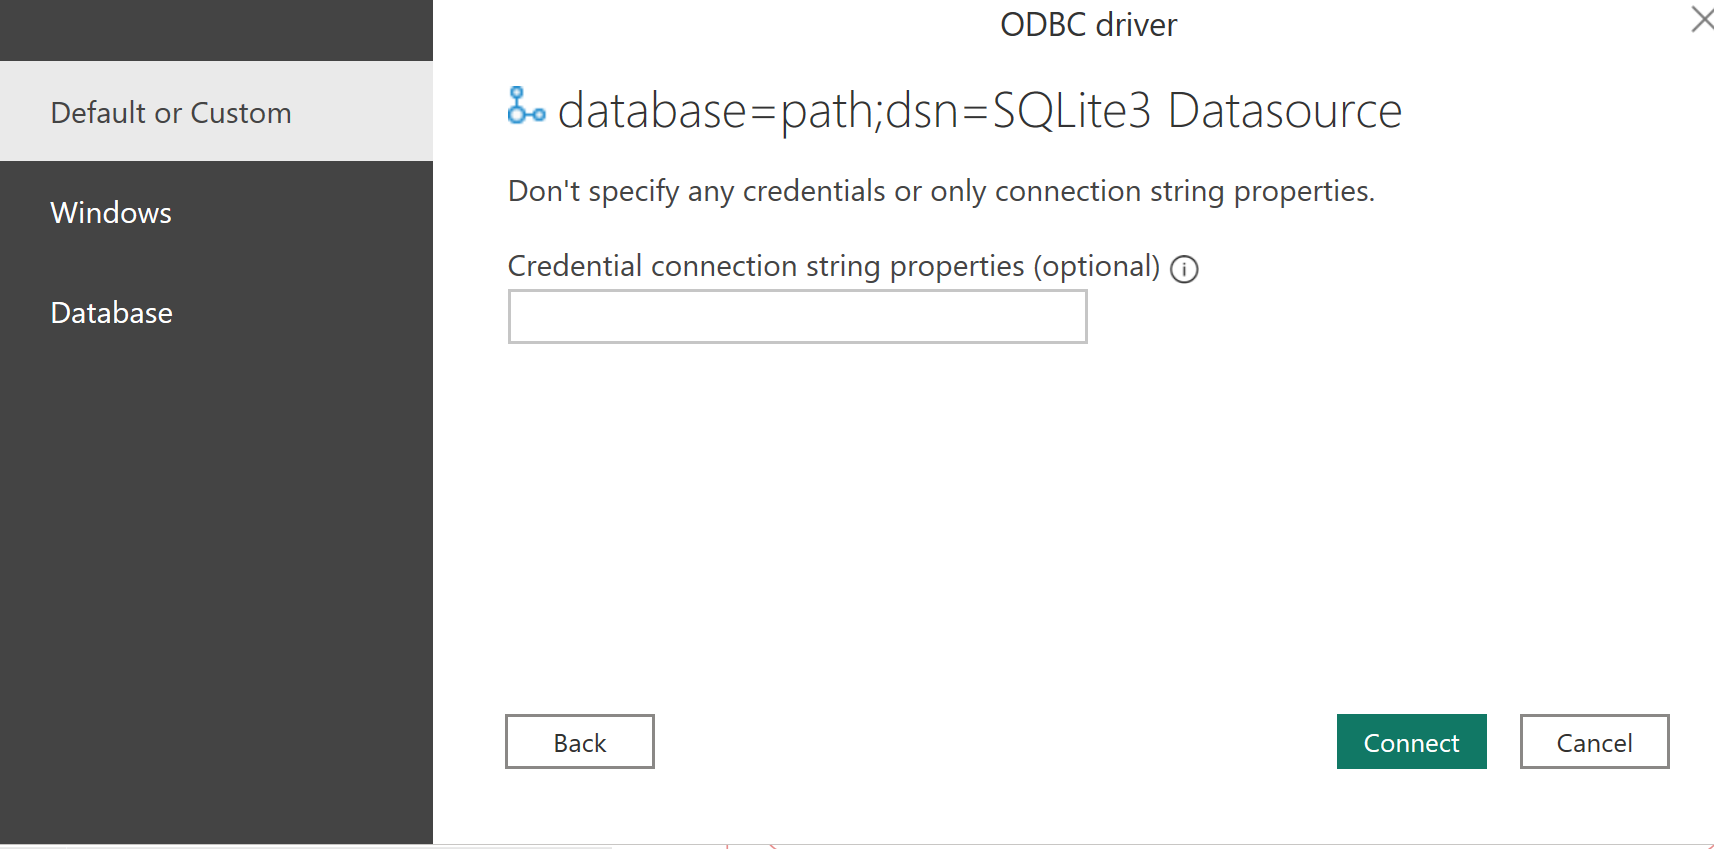 ODBC driver
Default or Custom
Windows
Database
database=path;dsn=SQLite3 Datasource
Don't specify any credentials or only connection string properties.
Credential connection string properties (optional)
Back
Connect
Cancel